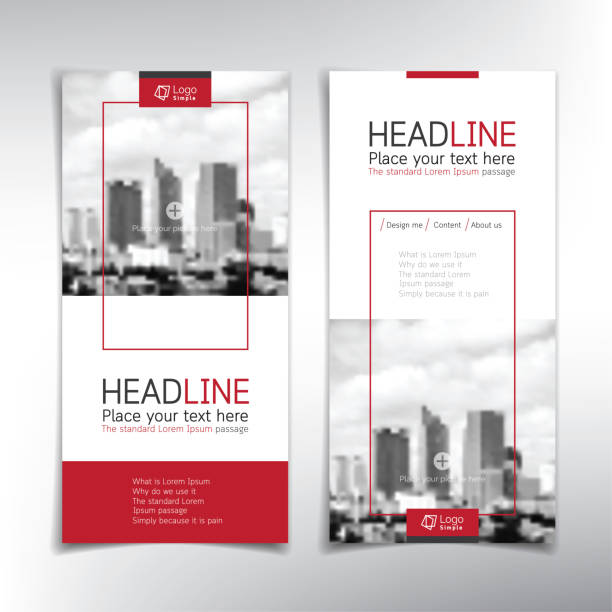 Logo
Simple
Place your picture here
HEADLINE
Place your text here
The standard Lorem Ipsum passage
What is Lorem Ipsum
Why do we use it
The standard Lorem
Ipsum passage
Simply because it is pain
HEADLINE
Place your text here
The standard Lorem Ipsum passage
/ Design me / Content / About us
What is Lorem Ipsum
Why do we use it
The standard Lorem
Ipsum passage
Simply because it is pain
Place your picture here
Logo
Simple